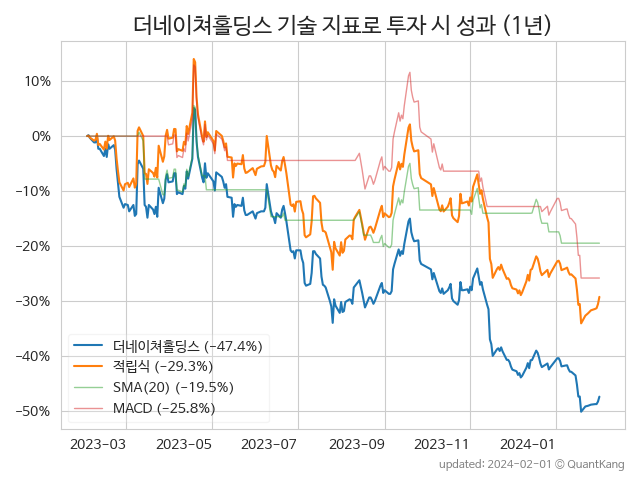 더네이쳐홀딩스 기술 지표로 투자 시 성과 (1년)
10%
0%
−10%
−20%
−30%
−40%
−50%
더네이쳐홀딩스 (−47.4%)
적립식 (−29.3%)
SMA(20) (−19.5%)
MACD (−25.8%)
2023−03 2023−05 2023−07 2023−09 2023−11 2024−01
updated: 2024-02-01 © QuantKang